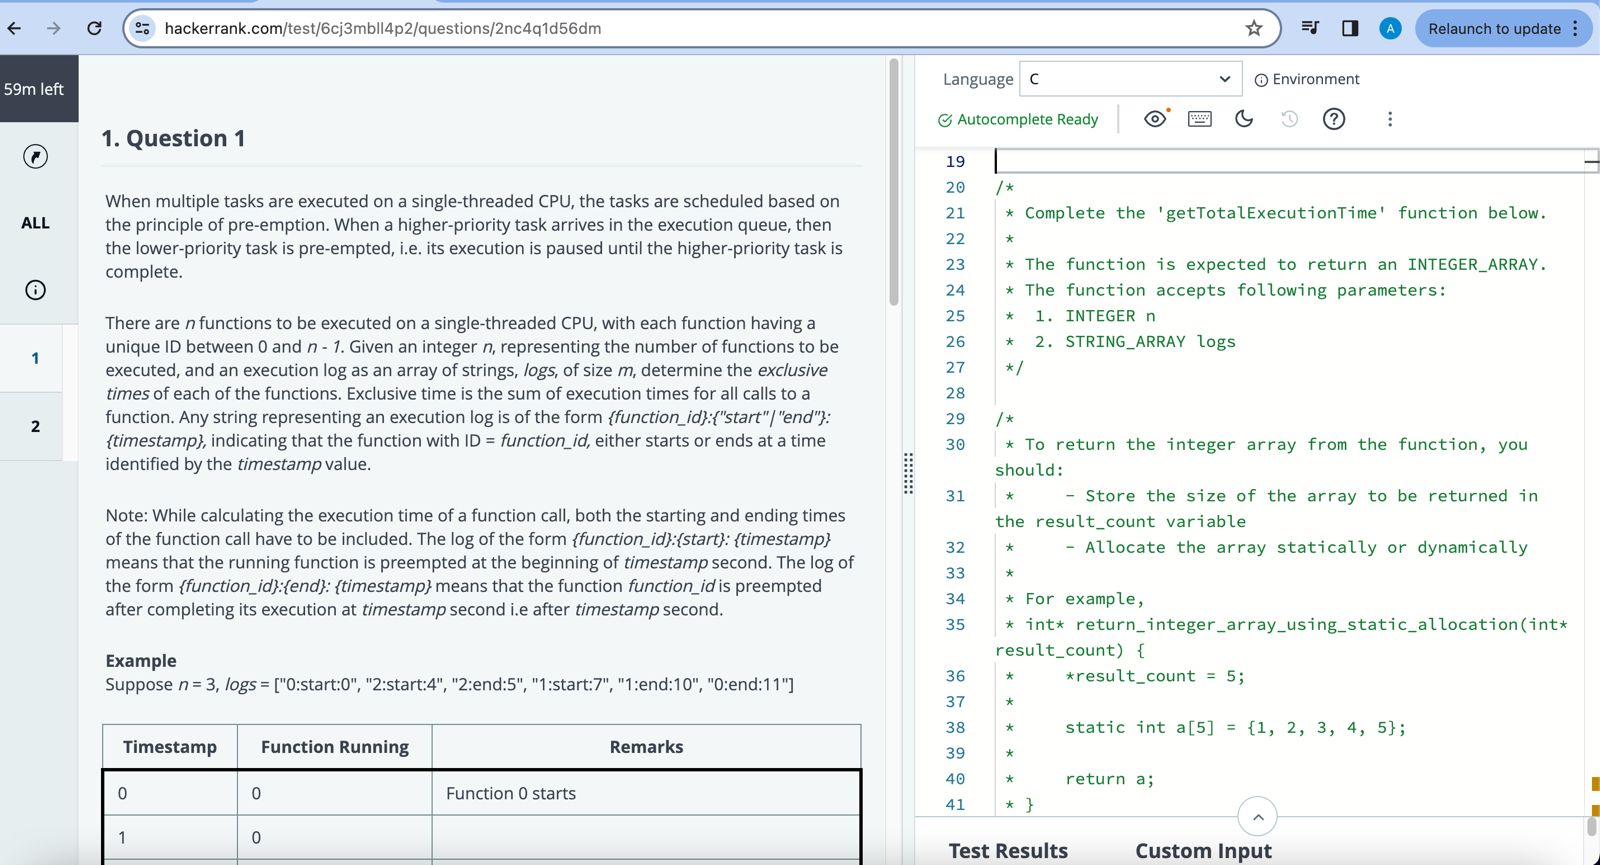 hackerrank.com/test/6cj3mbll4p2/questions/2nc4q1d56dm
A
Relaunch to update
59m left
ALL
1
2
1. Question 1
When multiple tasks are executed on a single-threaded CPU, the tasks are scheduled based on
the principle of pre-emption. When a higher-priority task arrives in the execution queue, then
the lower-priority task is pre-empted, i.e. its execution is paused until the higher-priority task is
complete.
There are n functions to be executed on a single-threaded CPU, with each function having a
unique ID between 0 and n - 1. Given an integer n, representing the number of functions to be
executed, and an execution log as an array of strings, logs, of size m, determine the exclusive
times of each of the functions. Exclusive time is the sum of execution times for all calls to a
function. Any string representing an execution log is of the form {function_id}:{"start"|"end"}:
{timestamp}, indicating that the function with ID = function_id, either starts or ends at a time
identified by the timestamp value.
Note: While calculating the execution time of a function call, both the starting and ending times
of the function call have to be included. The log of the form {function_id}:{start}: {timestamp}
means that the running function is preempted at the beginning of timestamp second. The log of
the form {function_id}:{end}: {timestamp} means that the function function_id is preempted
after completing its execution at timestamp second i.e after timestamp second.
Example
Suppose n = 3, logs = ["0:start:0", "2:start:4", "2:end:5", "1:start:7", "1:end:10", "0:end:11"]
Timestamp Function Running Remarks
0 0 Function 0 starts
1 0
Language C Environment
Autocomplete Ready
19
20 /*
21 * Complete the 'getTotalExecutionTime' function below.
22 *
23 * The function is expected to return an INTEGER_ARRAY.
24 * The function accepts following parameters:
25 * 1. INTEGER n
26 * 2. STRING_ARRAY logs
27 */
28
29 /*
30 * To return the integer array from the function, you
should:
31 * - Store the size of the array to be returned in
the result_count variable
32 * - Allocate the array statically or dynamically
33 *
34 * For example,
35 * int* return_integer_array_using_static_allocation(int*
result_count) {
36 * *result_count = 5;
37 *
38 * static int a[5] = {1, 2, 3, 4, 5};
39 *
40 * return a;
41 * }
Test Results Custom Input